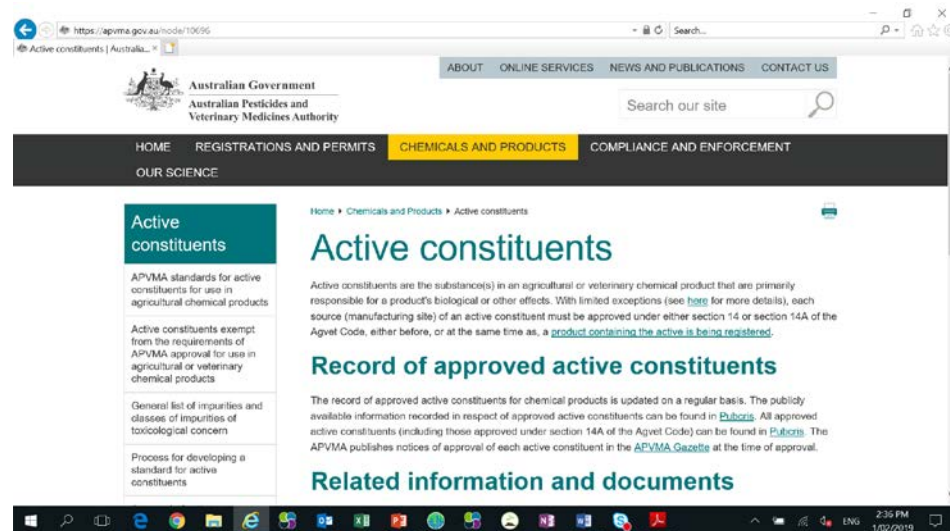 https://apvma.gov.au/node/10696
Search...
Active constituents | Australia...
ABOUT ONLINE SERVICES NEWS AND PUBLICATIONS CONTACT US
Australian Government
Australian Pesticides and
Veterinary Medicines Authority
Search our site
HOME REGISTRATIONS AND PERMITS CHEMICALS AND PRODUCTS COMPLIANCE AND ENFORCEMENT
OUR SCIENCE
Active
constituents
APVMA standards for active
constituents for use in
agricultural chemical products
Active constituents exempt
from the requirements of
APVMA approval for use in
agricultural or veterinary
chemical products
General list of impurities and
classes of impurities of
toxicological concern
Process for developing a
standard for active
constituents
Home Chemicals and Products Active constituents
Active constituents
Active constituents are the substance(s) in an agricultural or veterinary chemical product that are primarily
responsible for a product's biological or other effects. With limited exceptions (see here for more details), each
source (manufacturing site) of an active constituent must be approved under either section 14 or section 14A of the
Agvet Code, either before, or at the same time as, a product containing the active is being registered.
Record of approved active constituents
The record of approved active constituents for chemical products is updated on a regular basis. The publicly
available information recorded in respect of approved active constituents can be found in Pubcris. All approved
active constituents (including those approved under section 14A of the Agvet Code) can be found in Pubcris. The
APVMA publishes notices of approval of each active constituent in the APVMA Gazette at the time of approval.
Related information and documents
ENG
2:36 PM
1/02/2019